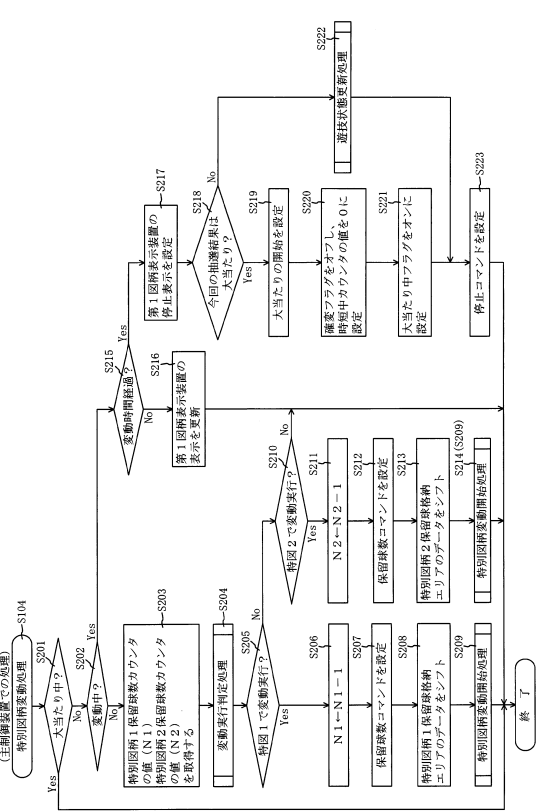 (主制御装置での処理)
特別図柄変動処理
S104
大当たり中？
S201
Yes
No
変動中？
S202
Yes
No
特別図柄１保留球数カウンタ
の値（Ｎ１）
特別図柄２保留球数カウンタ
の値（Ｎ２）
を取得する
S203
変動実行判定処理
S204
特図１で変動実行？
S205
No
Yes
Ｎ１←Ｎ１－１
S206
保留球数コマンドを設定
S207
特別図柄１保留球格納
エリアのデータをシフト
S208
特別図柄変動開始処理
S209
特図２で変動実行？
S210
No
Yes
Ｎ２←Ｎ２－１
S211
保留球数コマンドを設定
S212
特別図柄２保留球格納
エリアのデータをシフト
S213
特別図柄変動開始処理
S214(S209)
変動時間経過？
S215
Yes
No
第１図柄表示装置の
表示を更新
S216
第１図柄表示装置の
停止表示を設定
S217
今回の抽選結果は
大当たり？
S218
No
Yes
大当たりの開始を設定
S219
確変フラグをオフし、
時短中カウンタの値を０に
設定
S220
大当たり中フラグをオンに
設定
S221
遊技状態更新処理
S222
停止コマンドを設定
S223
終 了